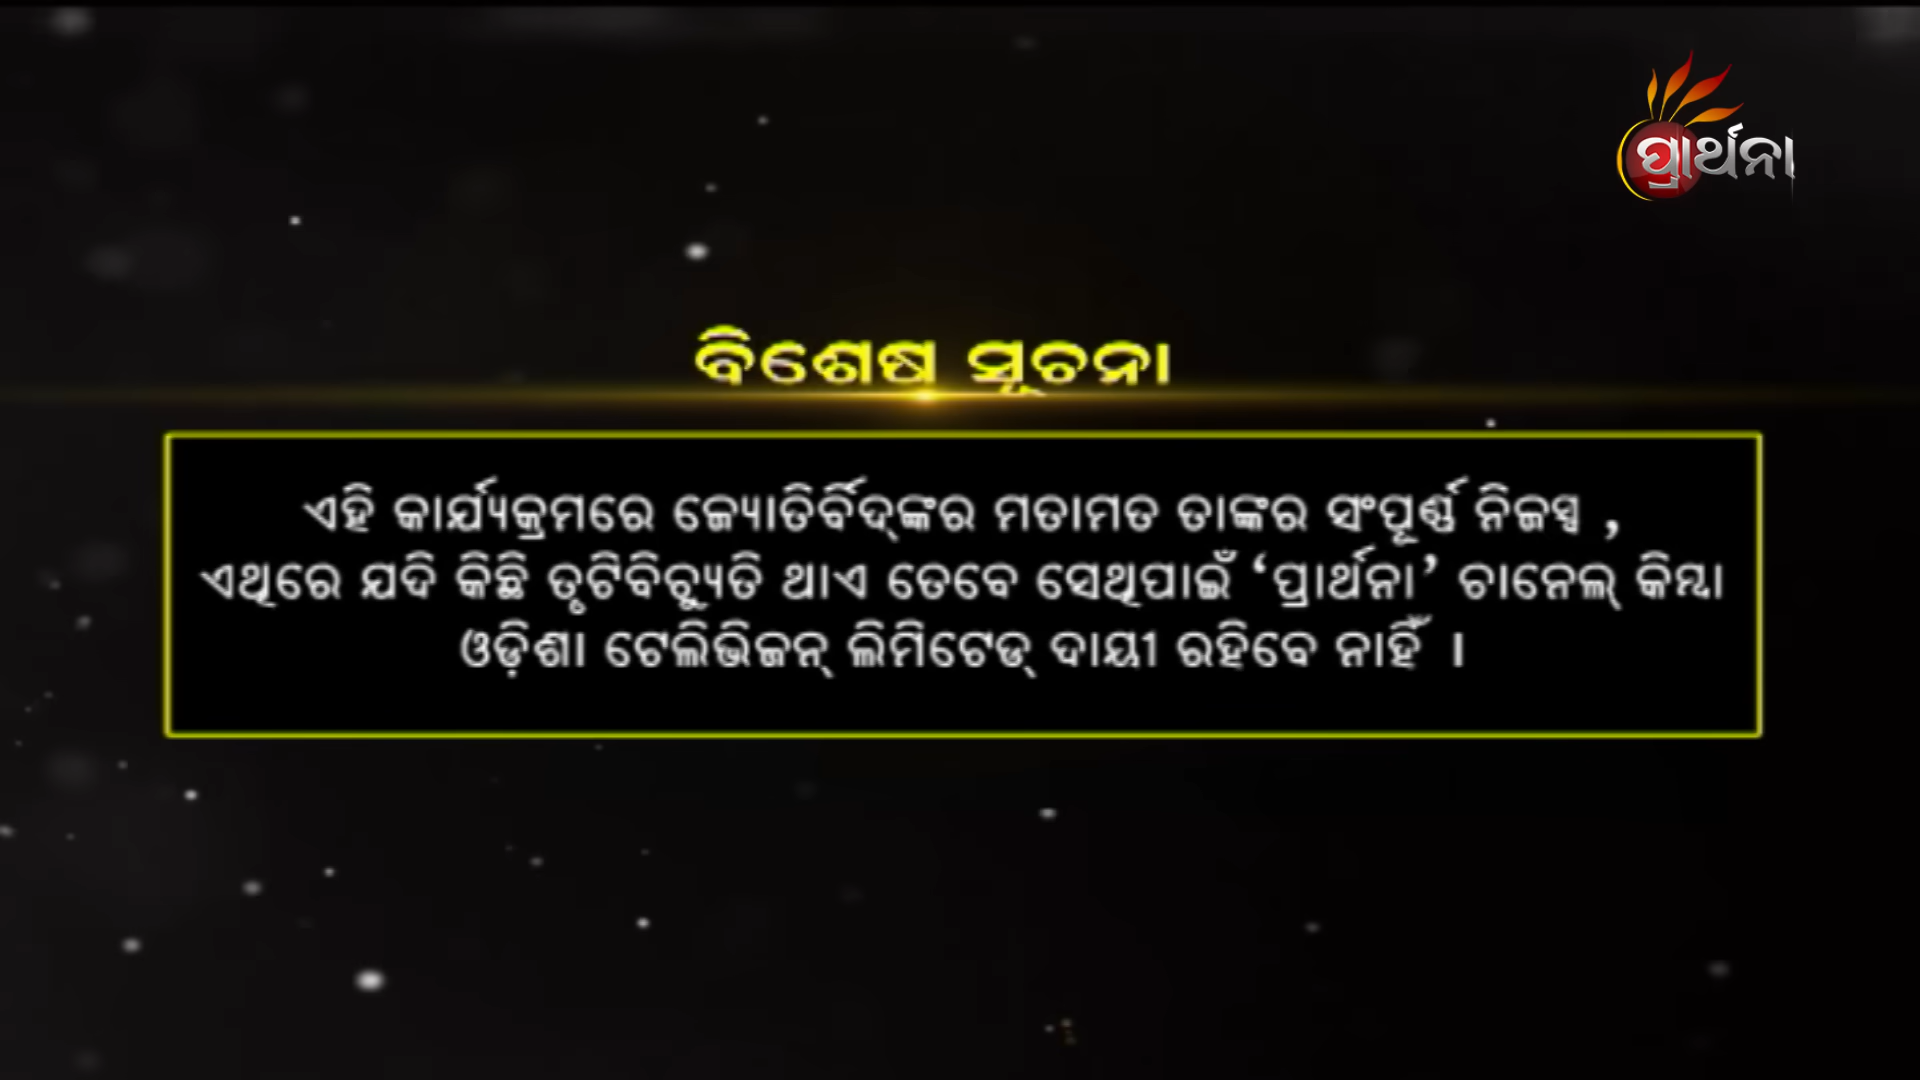 ପ୍ରାର୍ଥନା
ବିଶେଷ ସୂଚନା
ଏହି କାର୍ଯ୍ୟକ୍ରମରେ ଜ୍ୟୋତିର୍ବିଦ୍‌ଙ୍କର ମତାମତ ତାଙ୍କର ସଂପୂର୍ଣ୍ଣ ନିଜସ୍ୱ ,
ଏଥିରେ ଯଦି କିଛି ତୃଟିବିଚ୍ୟୁତି ଥାଏ ତେବେ ସେଥିପାଇଁ ‘ପ୍ରାର୍ଥନା’ ଚାନେଲ୍ କିମ୍ବା
ଓଡ଼ିଶା ଟେଲିଭିଜନ୍ ଲିମିଟେଡ୍ ଦାୟୀ ରହିବେ ନାହିଁ ।